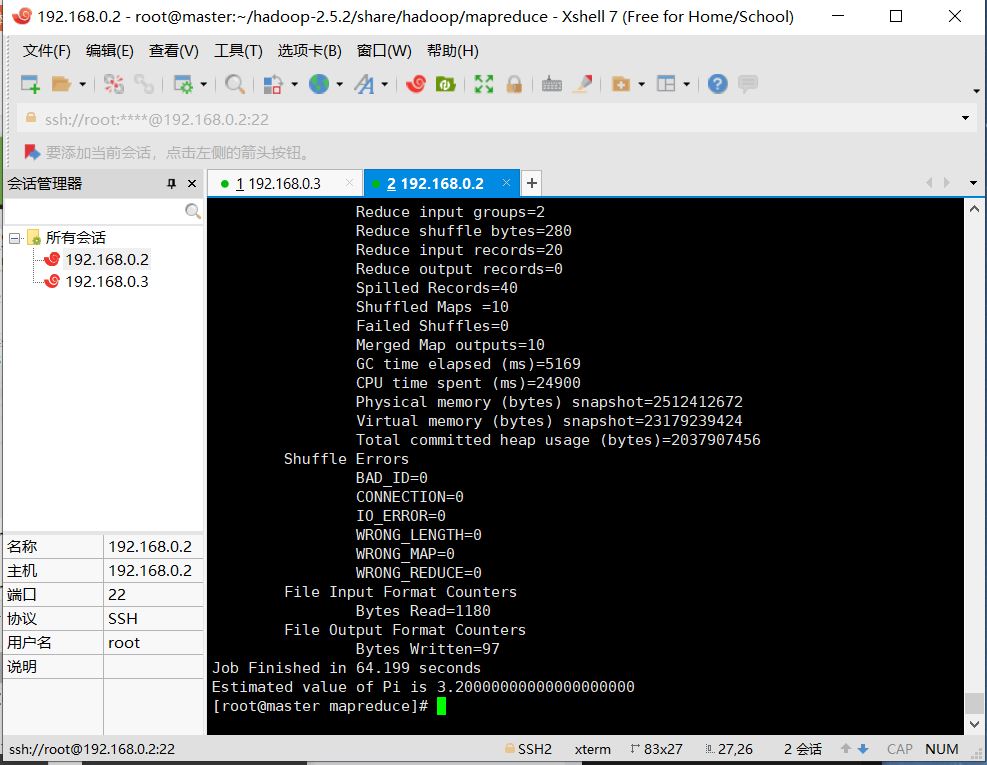 192.168.0.2 - root@master:~/hadoop-2.5.2/share/hadoop/mapreduce - Xshell 7 (Free for Home/School)
文件(F) 编辑(E) 查看(V) 工具(T) 选项卡(B) 窗口(W) 帮助(H)
ssh://root:****@192.168.0.2:22
要添加当前会话，点击左侧的箭头按钮。
会话管理器
1 192.168.0.3
2 192.168.0.2
所有会话
192.168.0.2
192.168.0.3
名称 192.168.0.2
主机 192.168.0.2
端口 22
协议 SSH
用户名 root
说明
Reduce input groups=2
Reduce shuffle bytes=280
Reduce input records=20
Reduce output records=0
Spilled Records=40
Shuffled Maps =10
Failed Shuffles=0
Merged Map outputs=10
GC time elapsed (ms)=5169
CPU time spent (ms)=24900
Physical memory (bytes) snapshot=2512412672
Virtual memory (bytes) snapshot=23179239424
Total committed heap usage (bytes)=2037907456
Shuffle Errors
BAD_ID=0
CONNECTION=0
IO_ERROR=0
WRONG_LENGTH=0
WRONG_MAP=0
WRONG_REDUCE=0
File Input Format Counters
Bytes Read=1180
File Output Format Counters
Bytes Written=97
Job Finished in 64.199 seconds
Estimated value of Pi is 3.20000000000000000000
[root@master mapreduce]#
ssh://root@192.168.0.2:22 SSH2 xterm 83x27 27,26 2 会话 CAP NUM